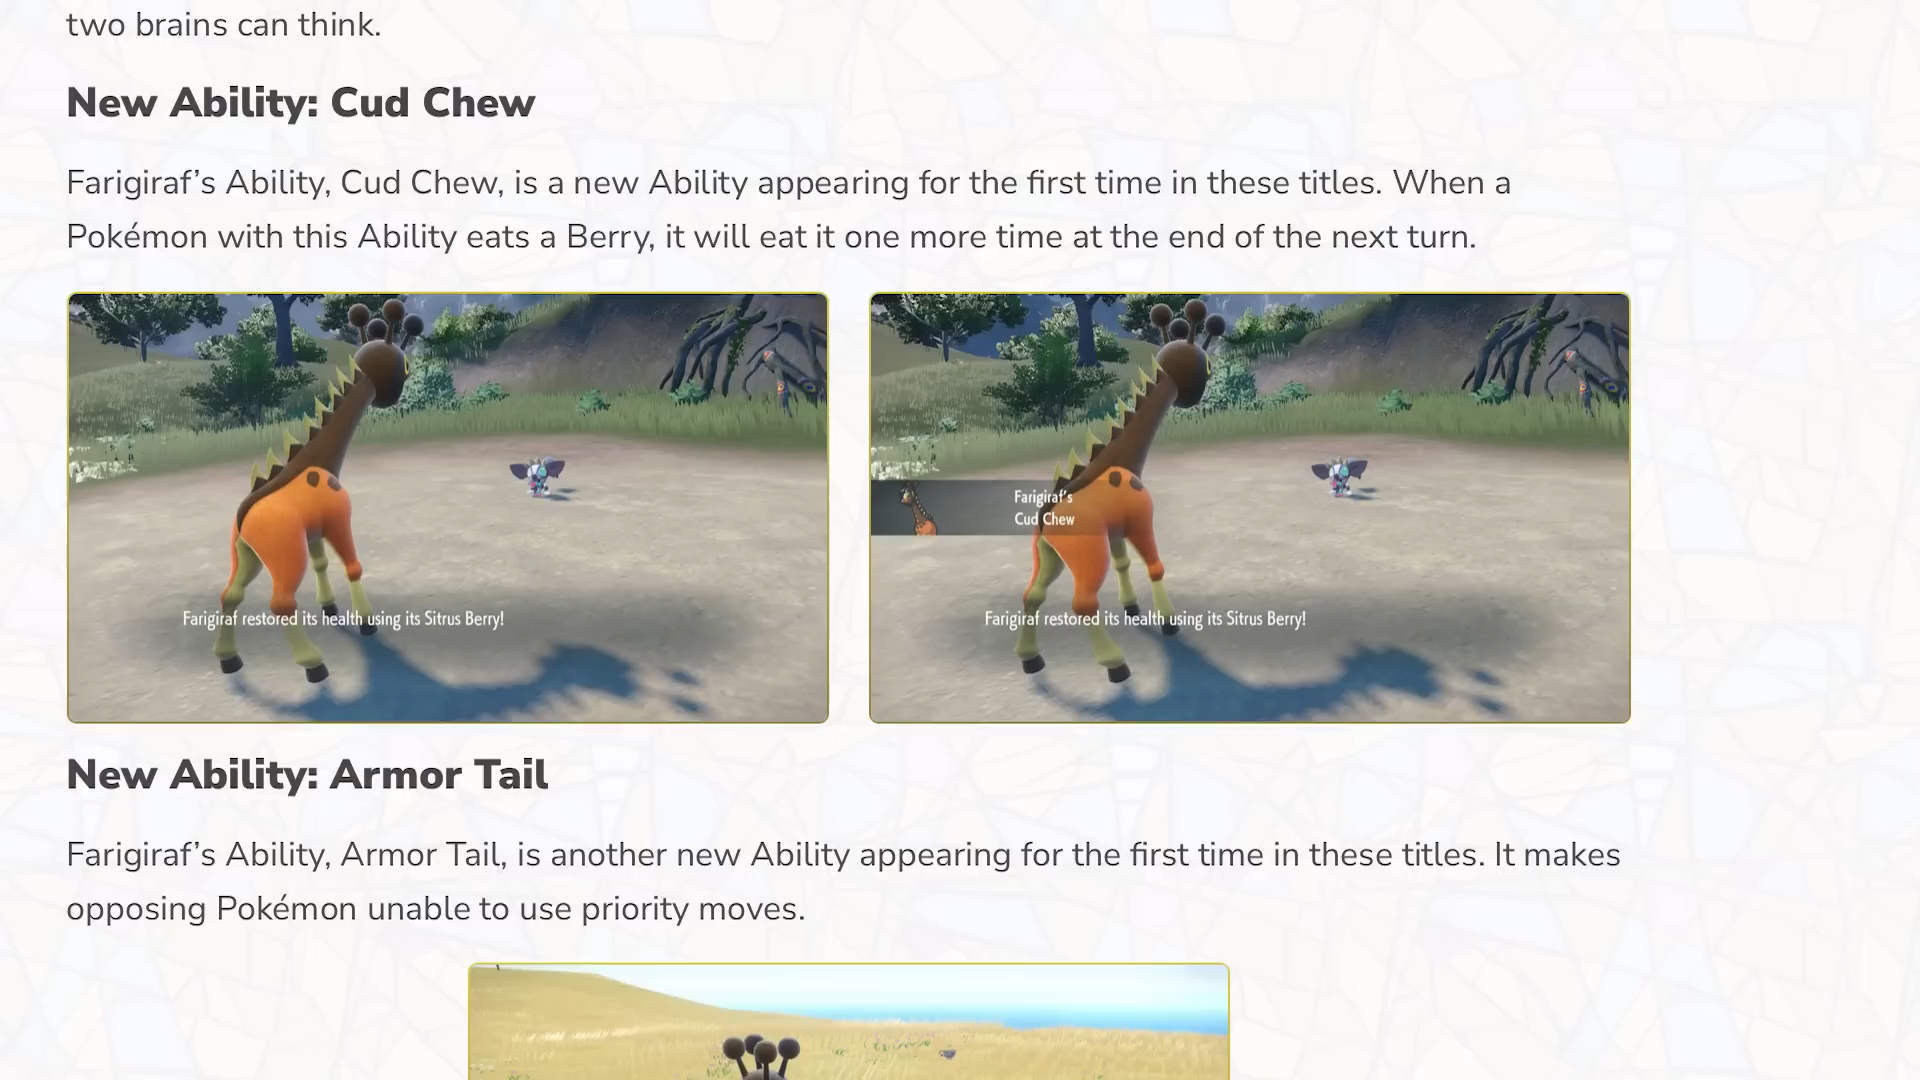 two brains can think.
New Ability: Cud Chew
Farigiraf’s Ability, Cud Chew, is a new Ability appearing for the first time in these titles. When a
Pokémon with this Ability eats a Berry, it will eat it one more time at the end of the next turn.
Farigiraf restored its health using its Sitrus Berry!
Farigiraf’s
Cud Chew
Farigiraf restored its health using its Sitrus Berry!
New Ability: Armor Tail
Farigiraf’s Ability, Armor Tail, is another new Ability appearing for the first time in these titles. It makes
opposing Pokémon unable to use priority moves.